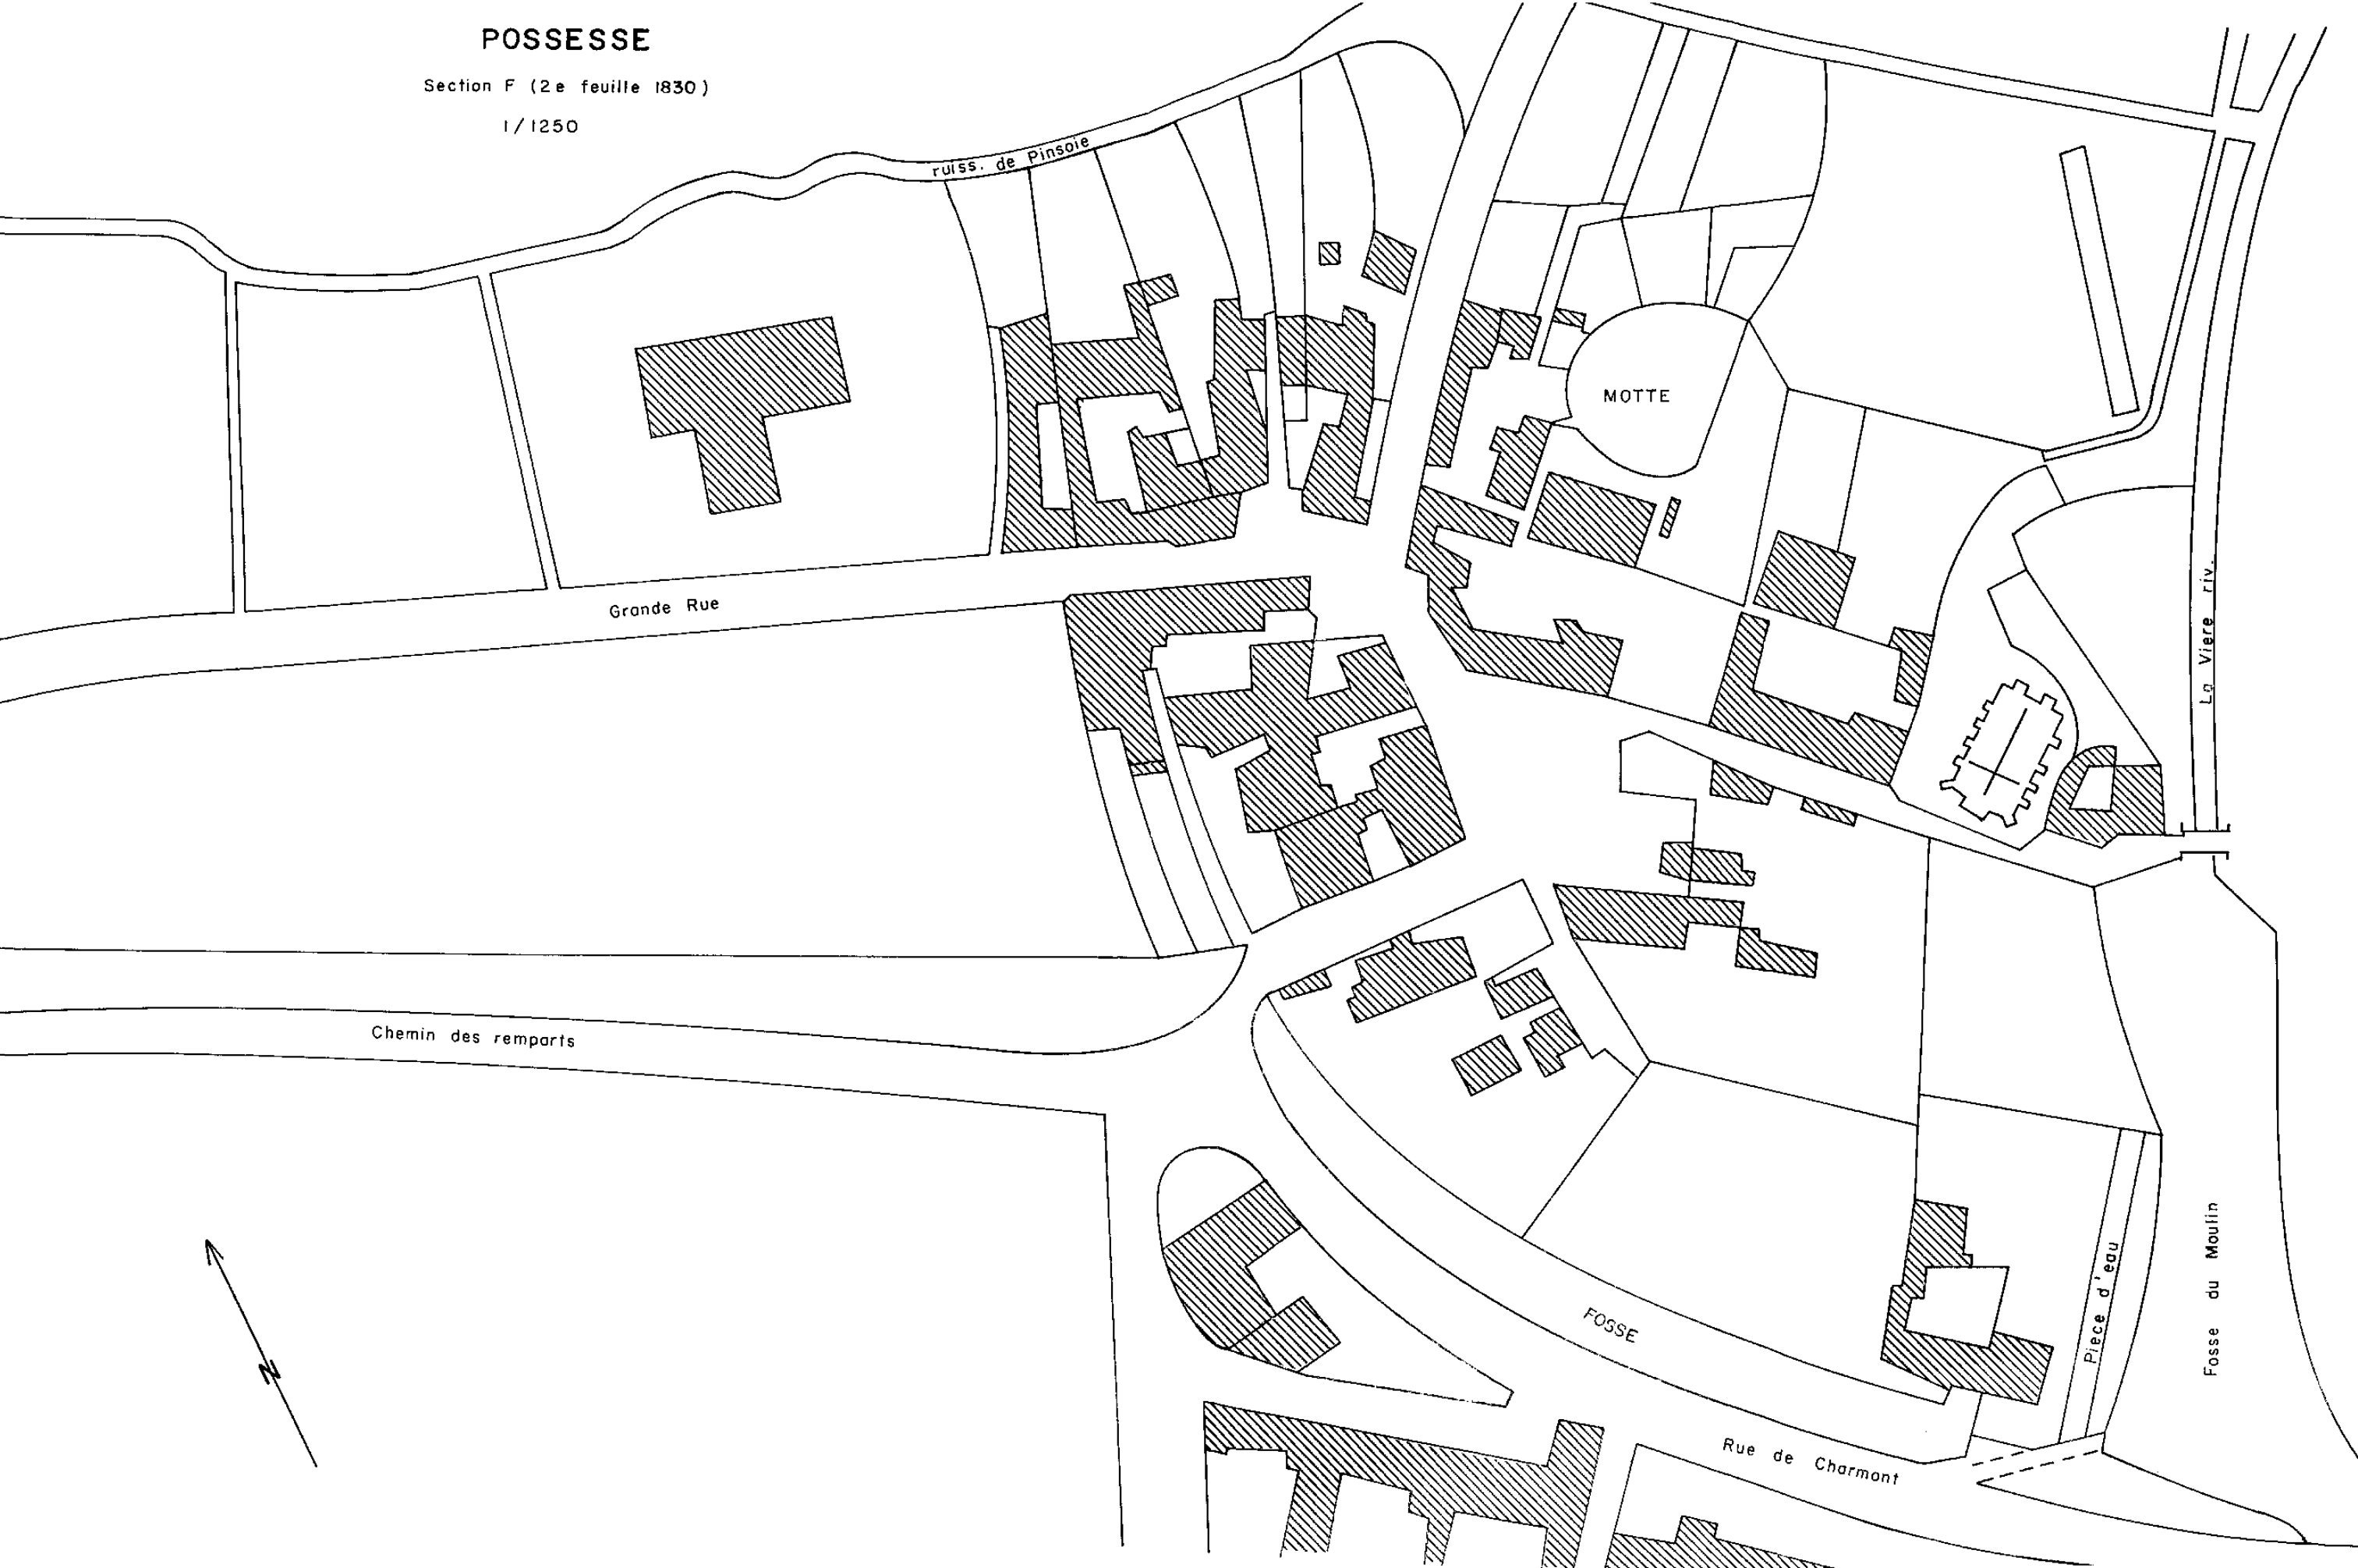 POSSESSE
Section F (2e feuille 1830)
1/1250
ruiss. de Pinsoie
MOTTE
Grande Rue
La Viere riv.
Chemin des remparts
N
FOSSE
Piece d'eau
Fosse du Moulin
Rue de Charmont